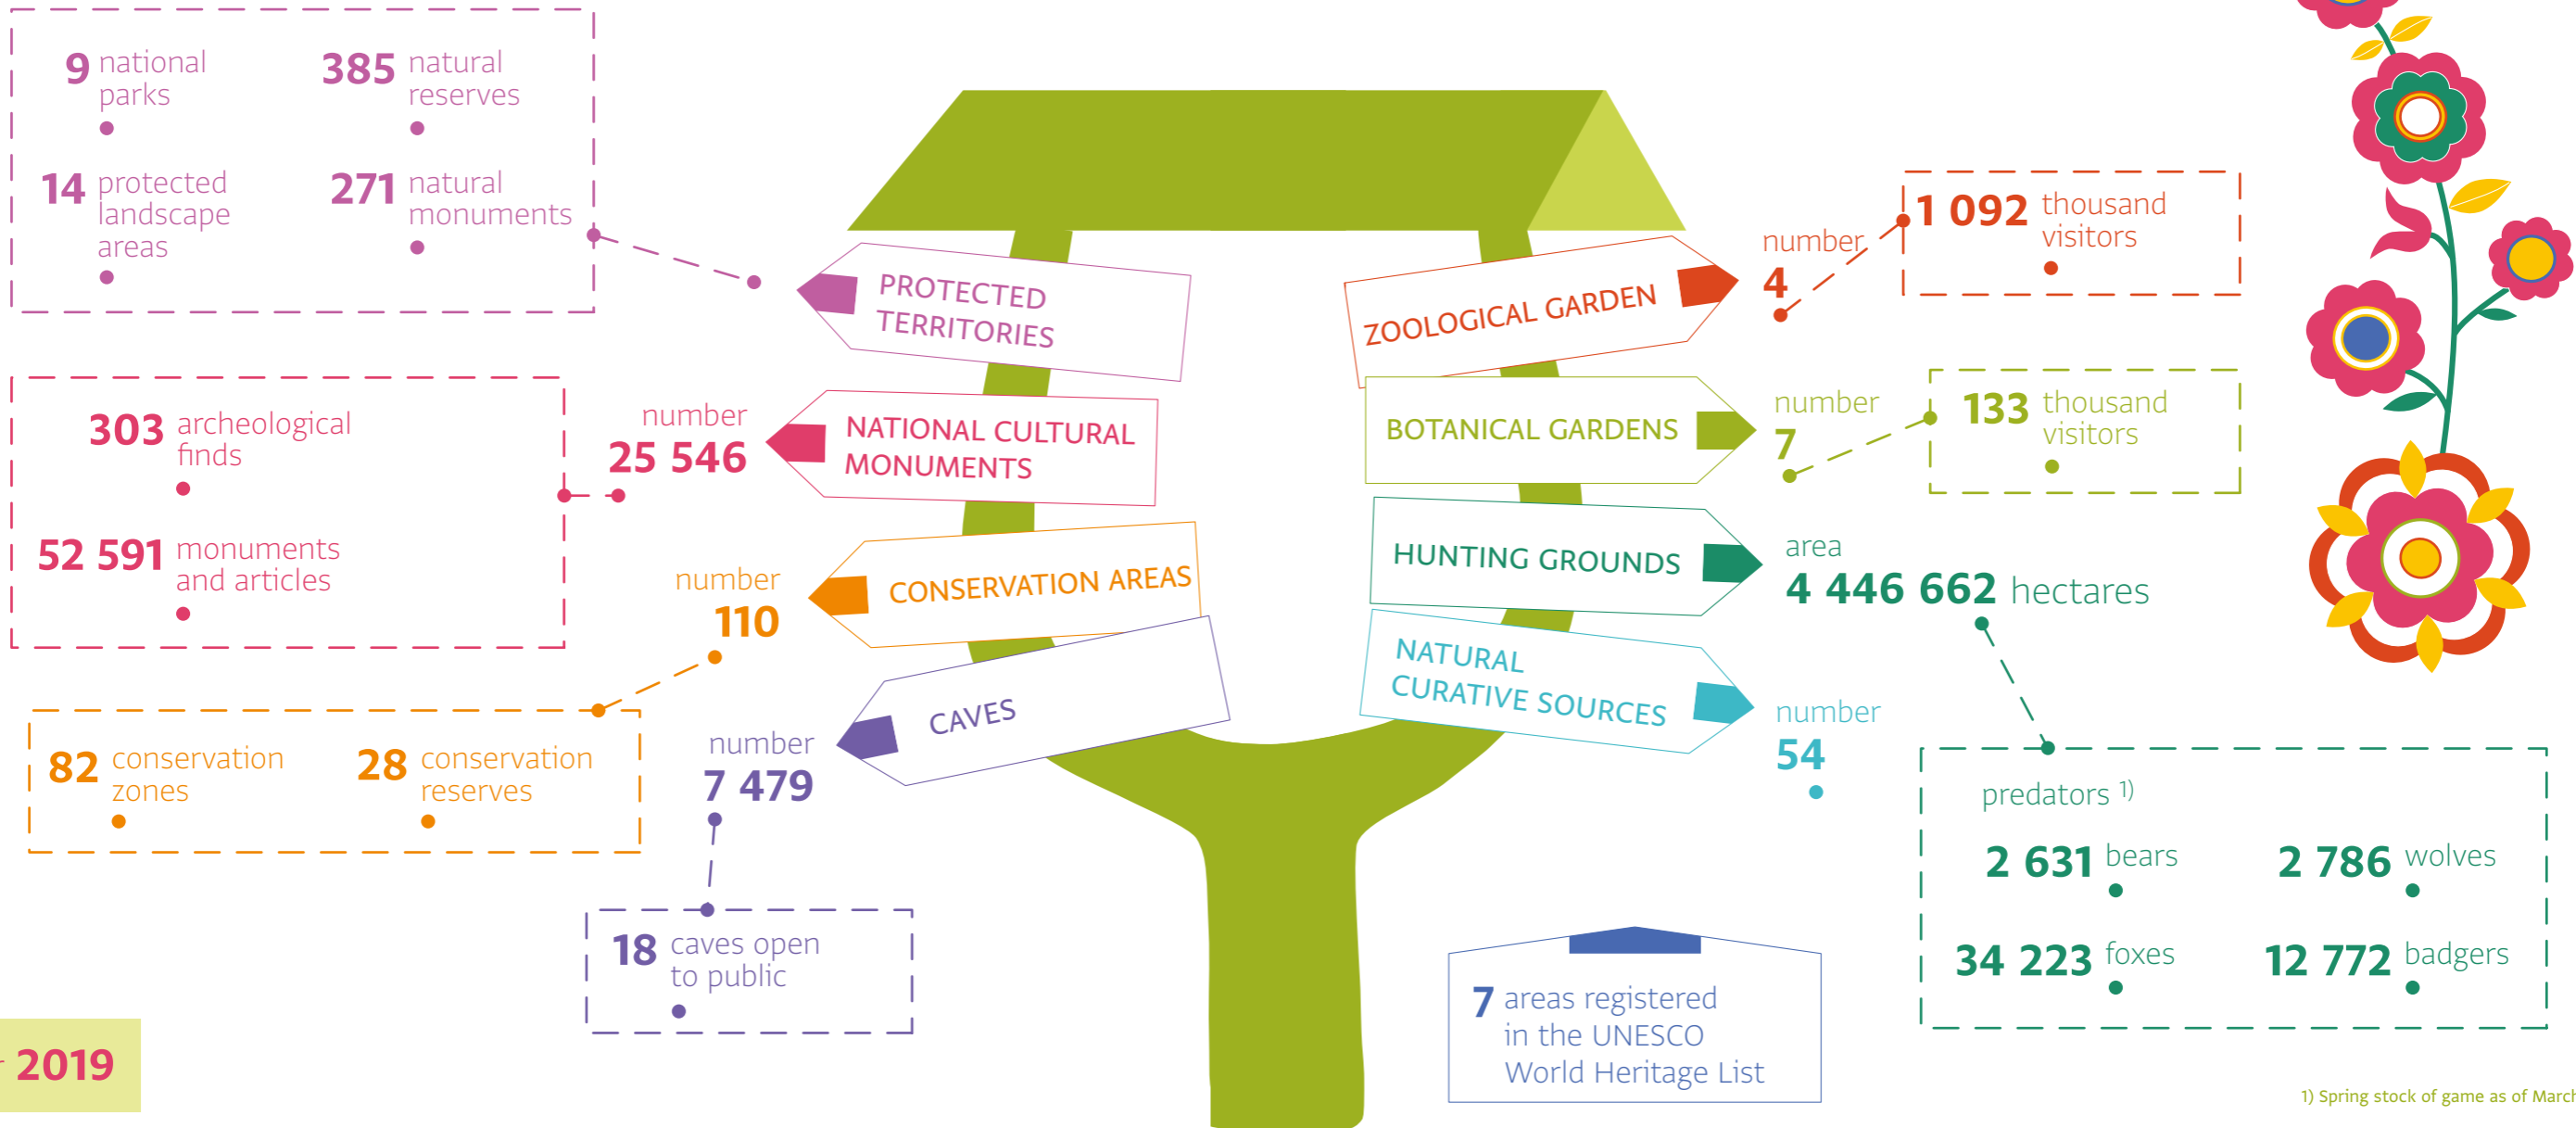 9 national
parks
385 natural
reserves
14 protected
landscape
areas
271 natural
monuments
PROTECTED
TERRITORIES
303 archeological
finds
52 591 monuments
and articles
number
25 546
NATIONAL CULTURAL
MONUMENTS
number
110
CONSERVATION AREAS
82 conservation
zones
28 conservation
reserves
number
7 479
CAVES
18 caves open
to public
ZOOLOGICAL GARDEN
number
4
1 092 thousand
visitors
BOTANICAL GARDENS
number
7
133 thousand
visitors
HUNTING GROUNDS
area
4 446 662 hectares
predators 1)
2 631 bears
2 786 wolves
34 223 foxes
12 772 badgers
NATURAL
CURATIVE SOURCES
number
54
7 areas registered
in the UNESCO
World Heritage List
2019
1) Spring stock of game as of March